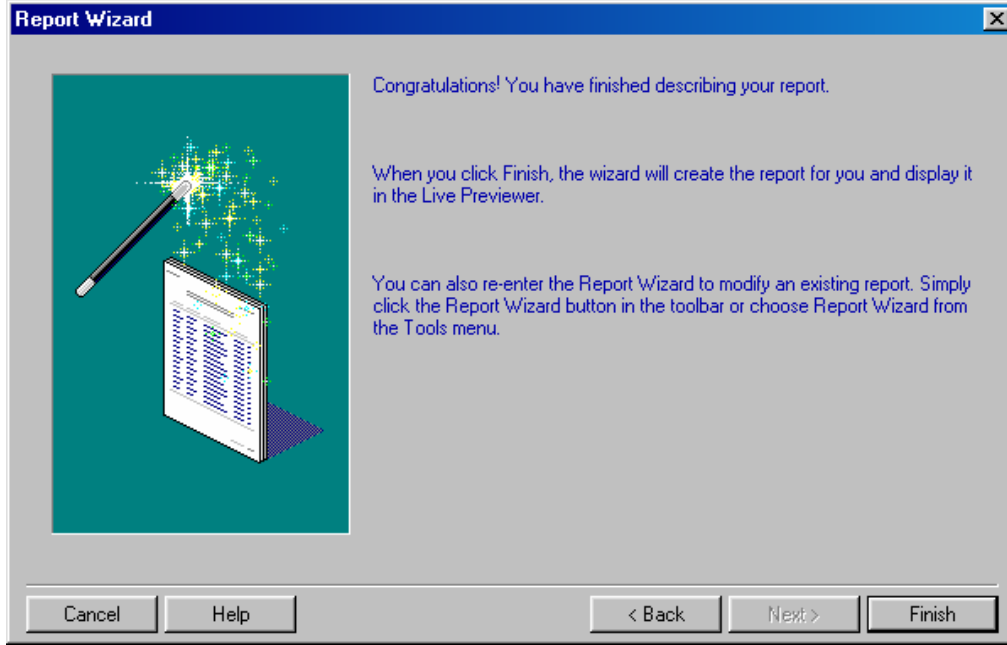 Report Wizard
Congratulations! You have finished describing your report.
When you click Finish, the wizard will create the report for you and display it
in the Live Previewer.
You can also re-enter the Report Wizard to modify an existing report. Simply
click the Report Wizard button in the toolbar or choose Report Wizard from
the Tools menu.
Cancel Help < Back Next > Finish